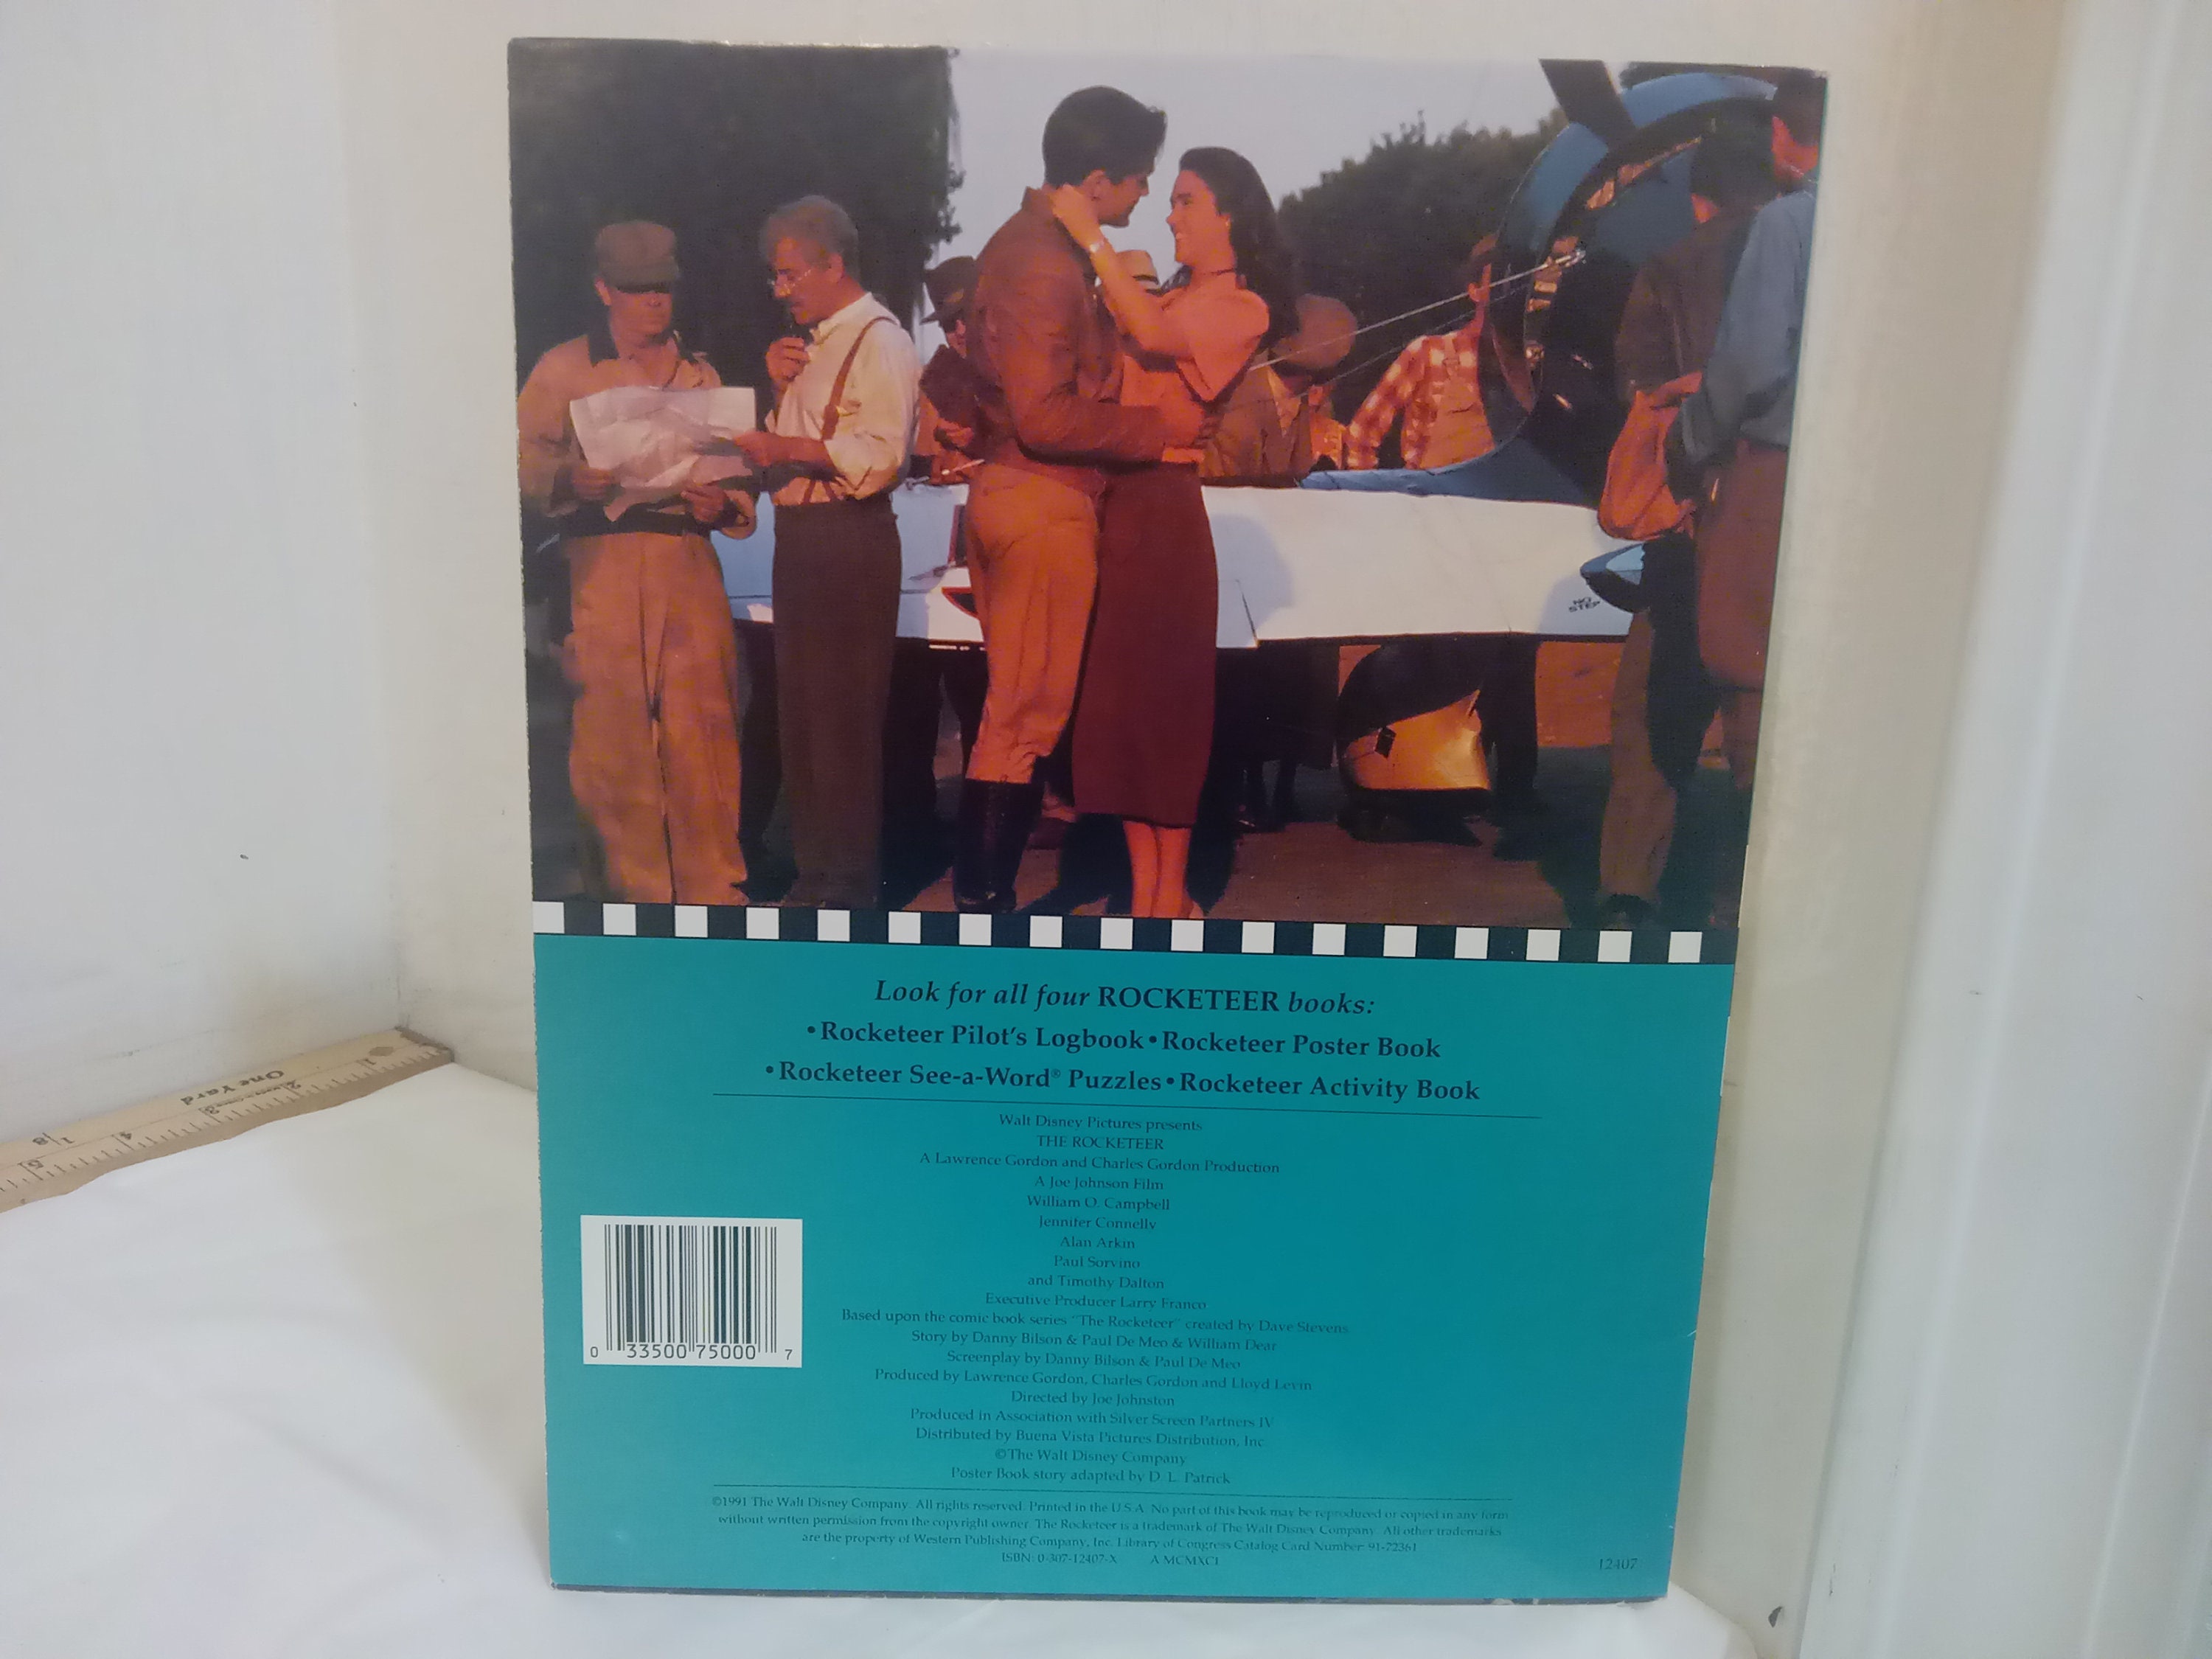 NO
STEP
Look for all four ROCKETEER books:
•Rocketeer Pilot's Logbook•Rocketeer Poster Book
•Rocketeer See-a-Word® Puzzles•Rocketeer Activity Book
Walt Disney Pictures presents
THE ROCKETEER
A Lawrence Gordon and Charles Gordon Production
A Joe Johnson Film
William O. Campbell
Jennifer Connelly
Alan Arkin
Paul Sorvino
and Timothy Dalton
Executive Producer Larry Franco
Based upon the comic book series "The Rocketeer" created by Dave Stevens
Story by Danny Bilson & Paul De Meo & William Dear
Screenplay by Danny Bilson & Paul De Meo
Produced by Lawrence Gordon, Charles Gordon and Lloyd Levin
Directed by Joe Johnston
Produced in Association with Silver Screen Partners IV
Distributed by Buena Vista Pictures Distribution, Inc.
©The Walt Disney Company
Poster Book story adapted by D. L. Patrick
0 33500 75000 7
©1991 The Walt Disney Company. All rights reserved. Printed in the U.S.A. No part of this book may be reproduced or copied in any form
without written permission from the copyright owner. The Rocketeer is a trademark of The Walt Disney Company. All other trademarks
are the property of Western Publishing Company, Inc. Library of Congress Catalog Card Number: 91-72361
ISBN: 0-307-12407-X A MCMXCI
12407
One Yard
1 2 3 4 5
1/8